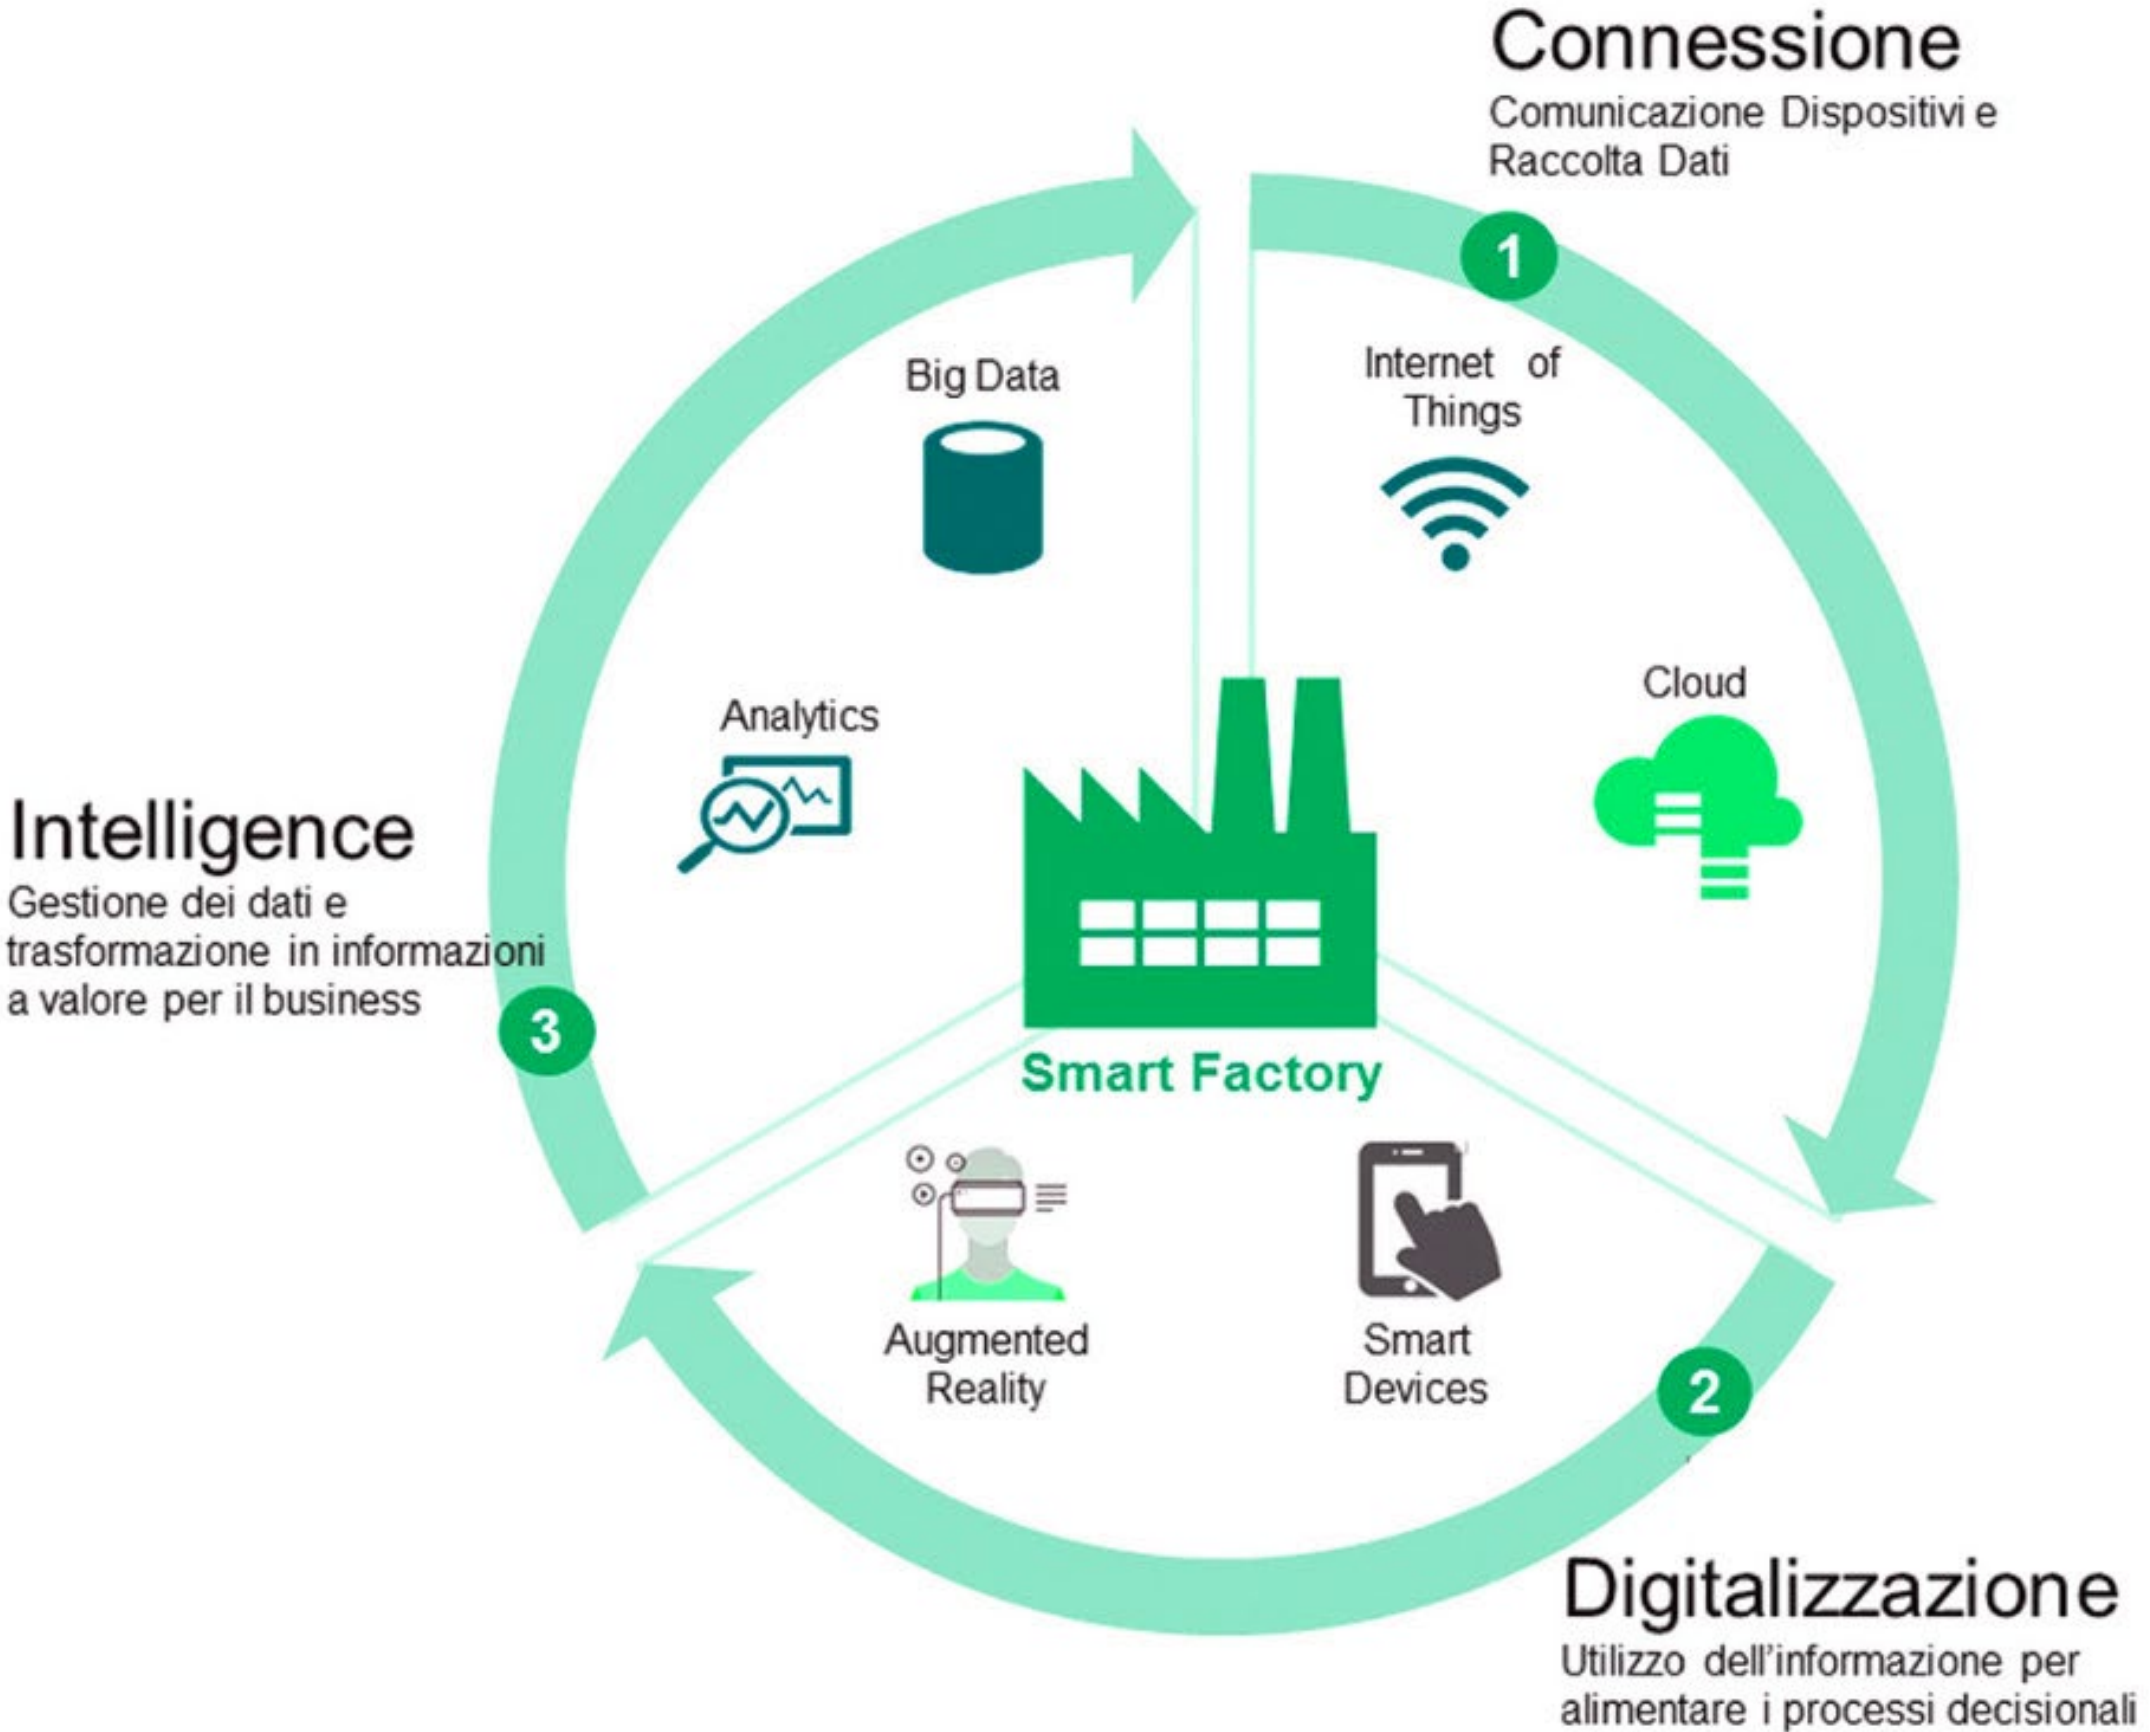 Connessione
Comunicazione Dispositivi e
Raccolta Dati
1
Internet of
Things
Cloud
Big Data
Analytics
Intelligence
Gestione dei dati e
trasformazione in informazioni
a valore per il business
3
Smart Factory
Augmented
Reality
Smart
Devices
2
Digitalizzazione
Utilizzo dell'informazione per
alimentare i processi decisionali